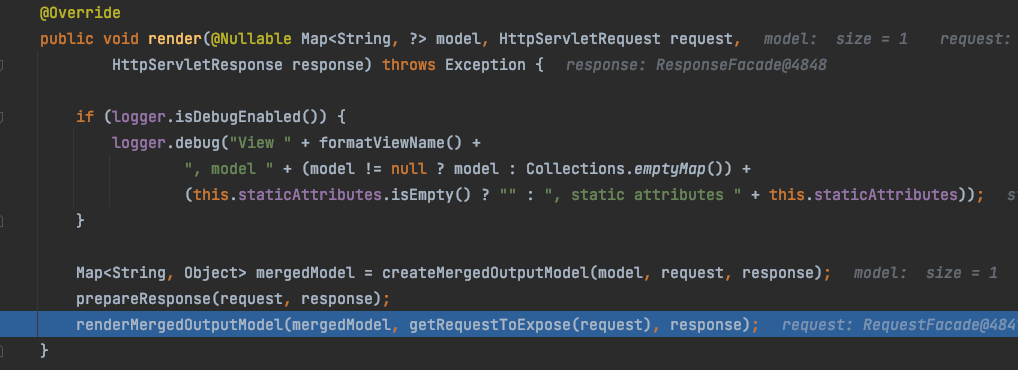 @Override
public void render(@Nullable Map<String, ?> model, HttpServletRequest request, model: size = 1 request:
HttpServletResponse response) throws Exception { response: ResponseFacade@4848
if (logger.isDebugEnabled()) {
logger.debug("View " + formatViewName() +
", model " + (model != null ? model : Collections.emptyMap()) +
(this.staticAttributes.isEmpty() ? "" : ", static attributes " + this.staticAttributes));
}
Map<String, Object> mergedModel = createMergedOutputModel(model, request, response); model: size = 1
prepareResponse(request, response);
renderMergedOutputModel(mergedModel, getRequestToExpose(request), response); request: RequestFacade@484
}